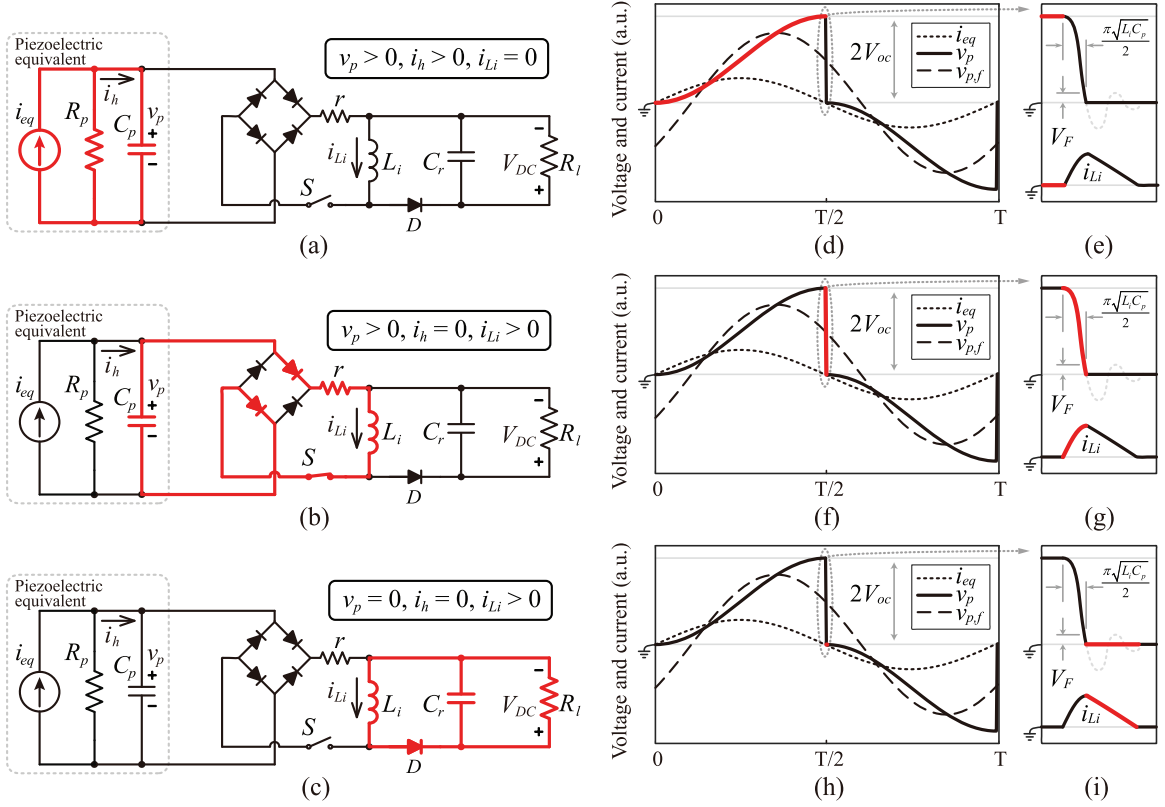 Piezoelectric
equivalent
v_p > 0, i_h > 0, i_Li = 0
i_h
i_eq
R_p
C_p
v_p
+
−
r
i_Li
L_i
C_r
−
V_DC
+
R_l
S
D
(a)
Voltage and current (a.u.)
2V_oc
i_eq
v_p
v_p,f
0
T/2
T
(d)
π√L_iC_p
2
V_F
i_Li
(e)
Piezoelectric
equivalent
v_p > 0, i_h = 0, i_Li > 0
i_h
i_eq
R_p
C_p
v_p
+
−
r
i_Li
L_i
C_r
−
V_DC
+
R_l
S
D
(b)
Voltage and current (a.u.)
2V_oc
i_eq
v_p
v_p,f
0
T/2
T
(f)
π√L_iC_p
2
V_F
i_Li
(g)
Piezoelectric
equivalent
v_p = 0, i_h = 0, i_Li > 0
i_h
i_eq
R_p
C_p
v_p
+
−
r
i_Li
L_i
C_r
−
V_DC
+
R_l
S
D
(c)
Voltage and current (a.u.)
2V_oc
i_eq
v_p
v_p,f
0
T/2
T
(h)
π√L_iC_p
2
V_F
i_Li
(i)